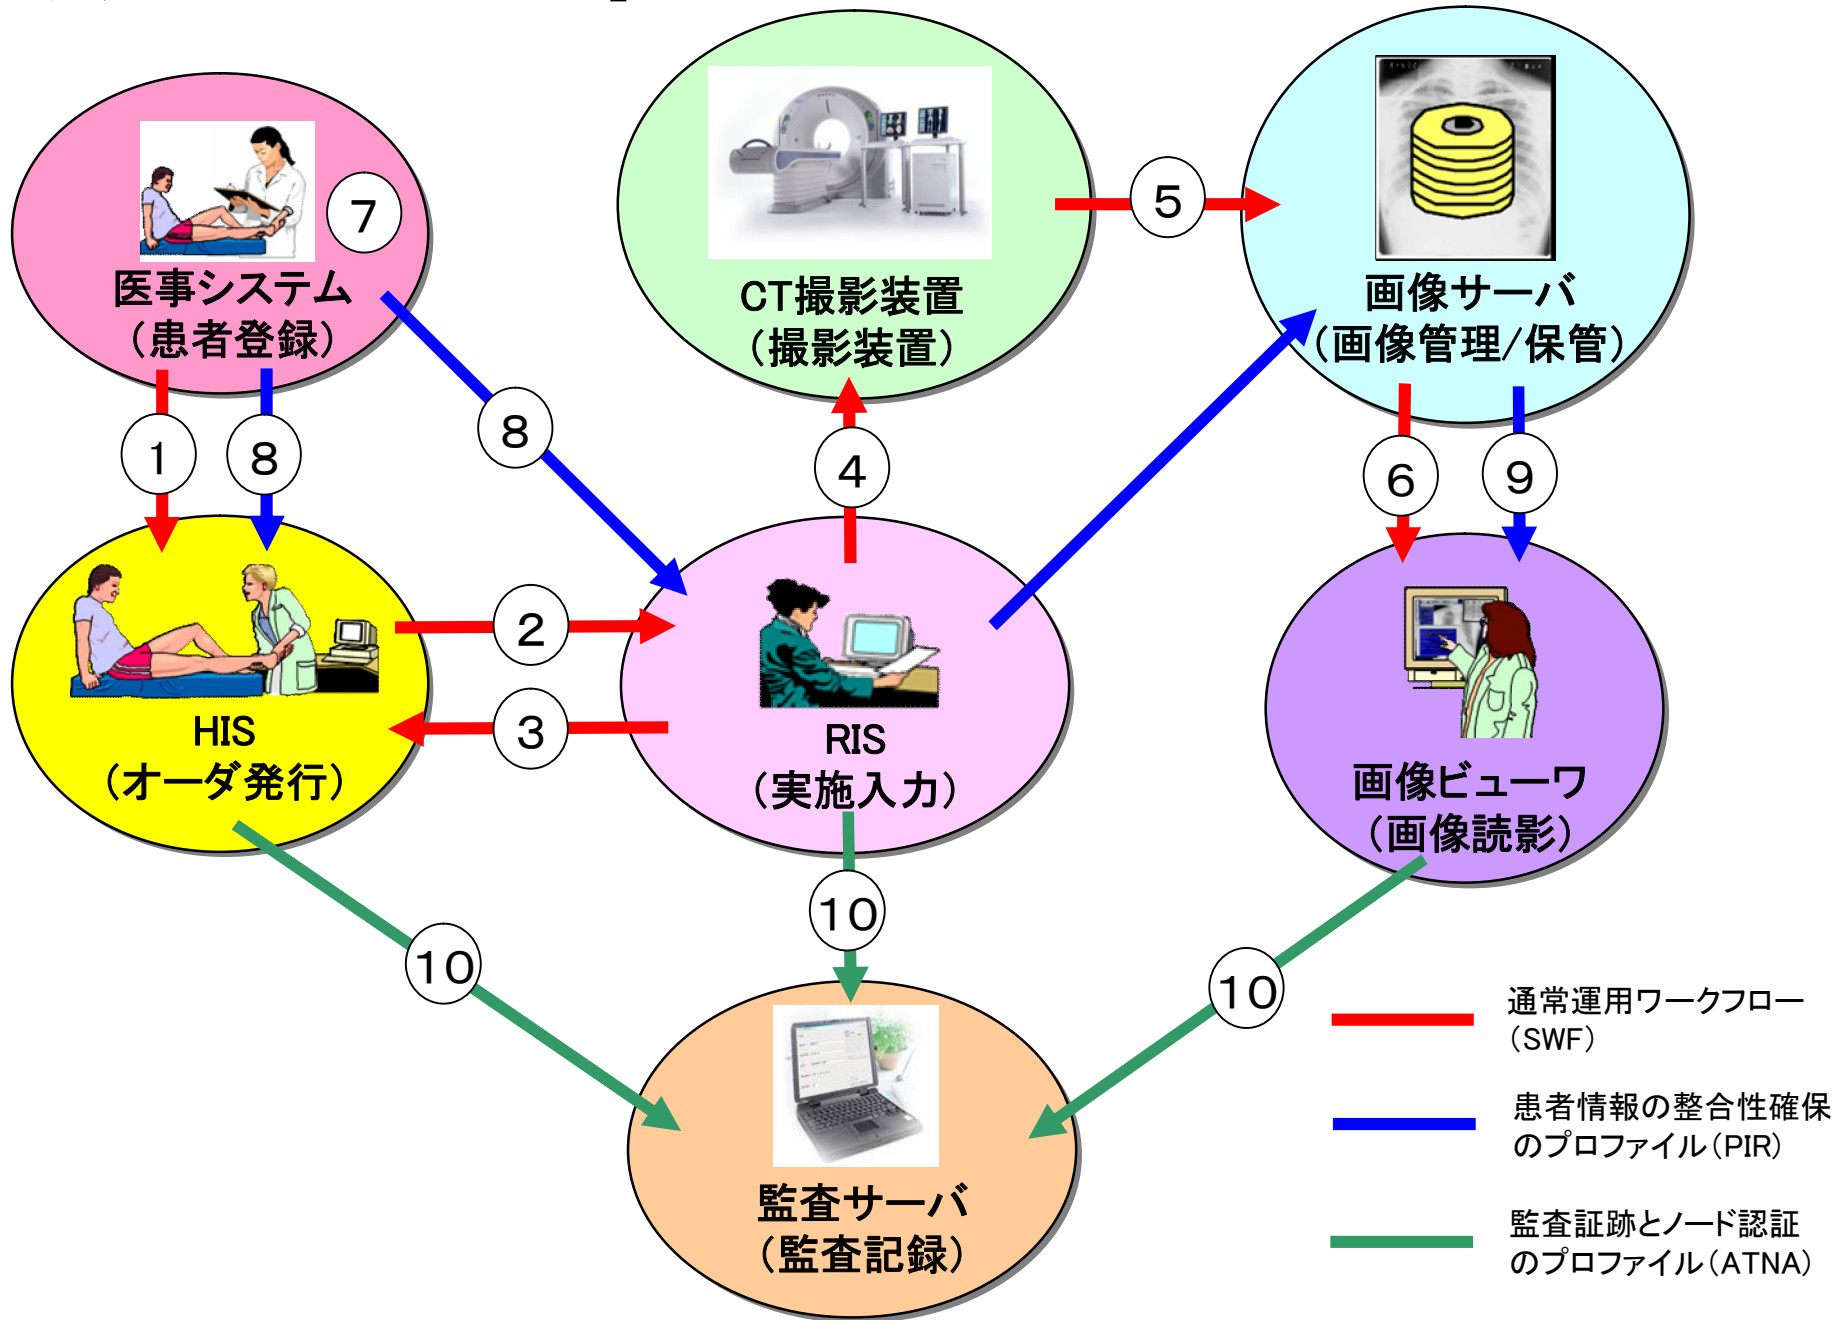 7
医事システム
(患者登録)
CT撮影装置
(撮影装置)
5
画像サーバ
(画像管理/保管)
1
8
8
4
6
9
HIS
(オーダ発行)
2
3
RIS
(実施入力)
画像ビューワ
(画像読影)
10
10
10
監査サーバ
(監査記録)
通常運用ワークフロー
(SWF)
患者情報の整合性確保
のプロファイル(PIR)
監査証跡とノード認証
のプロファイル(ATNA)